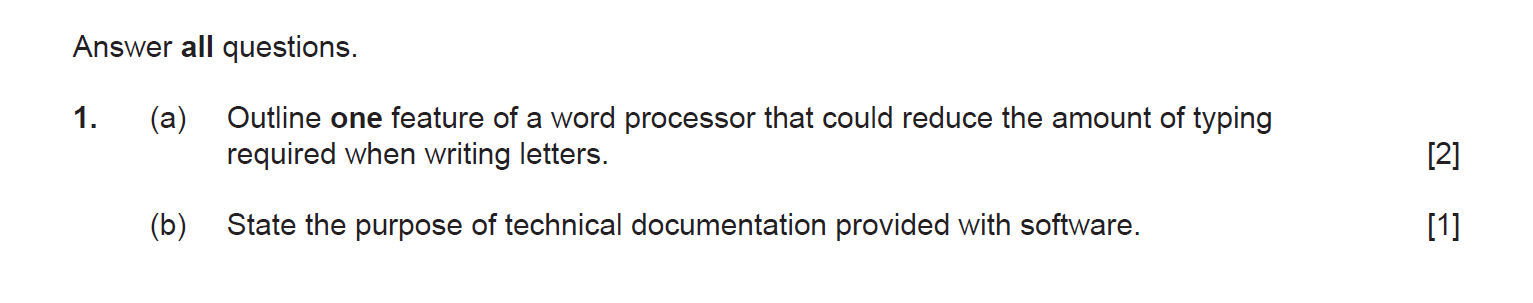 Answer all questions.
1. (a) Outline one feature of a word processor that could reduce the amount of typing
required when writing letters. [2]
(b) State the purpose of technical documentation provided with software. [1]